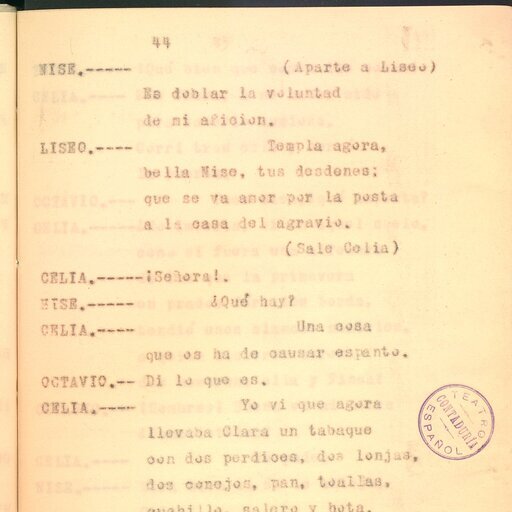 44
NISE.----- (Aparte a Liseo)
Es doblar la voluntad
de mi aficion.
LISEO.---- Templa agora,
bella Nise, tus desdenes;
que se va amor por la posta
a la casa del agravio.
(Sale Celia)
CELIA.-----¡Señora!.
NISE.----- ¿Qué hay?
CELIA.---- Una cosa
que os ha de causar espanto.
OCTAVIO.-- Di lo que es.
CELIA.---- Yo vi que agora
llevaba Clara un tabaque
con dos perdices, dos lonjas,
dos conejos, pan, toallas,
cuchillo, salero y bota.
TEATRO
CONTADURIA
ESPAÑOL